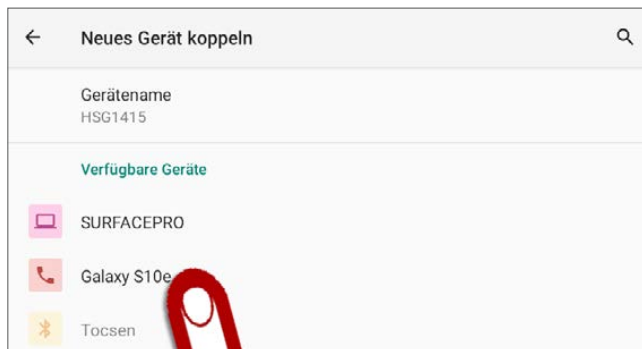 Neues Gerät koppeln
Gerätename
HSG1415
Verfügbare Geräte
SURFACEPRO
Galaxy S10e
Tocsen